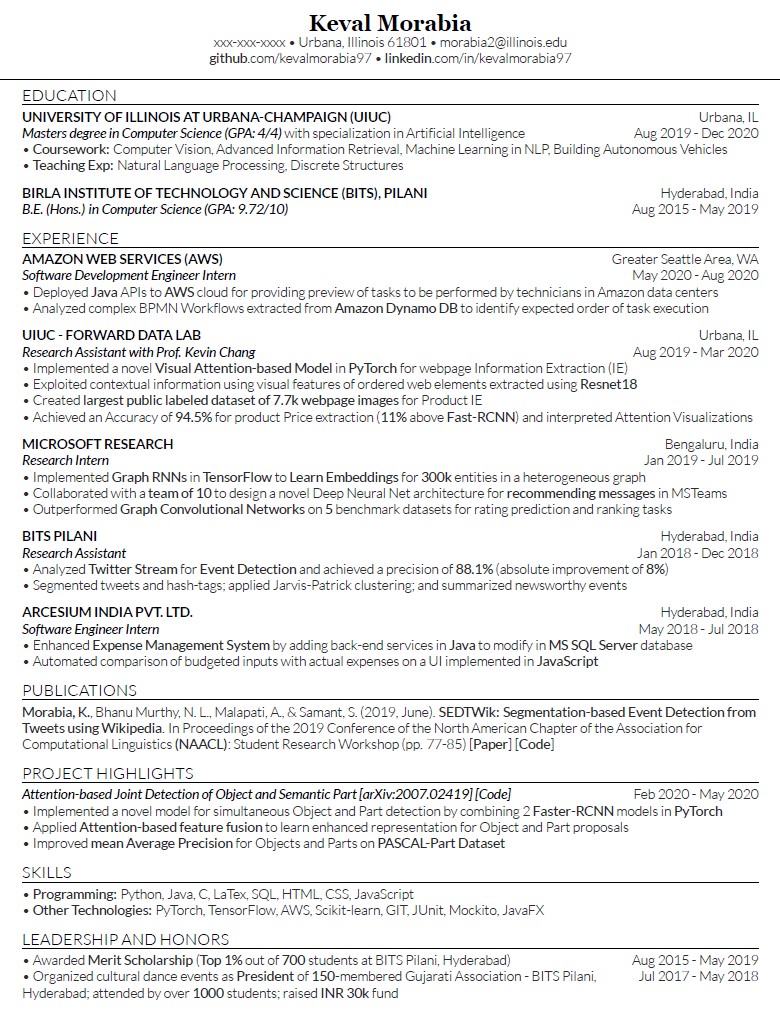 Keval Morabia
xxx-xxx-xxxx • Urbana, Illinois 61801 • morabia2@illinois.edu
github.com/kevalmorabia97 • linkedin.com/in/kevalmorabia97
EDUCATION
UNIVERSITY OF ILLINOIS AT URBANA-CHAMPAIGN (UIUC) Urbana, IL
Masters degree in Computer Science (GPA: 4/4) with specialization in Artificial Intelligence Aug 2019 - Dec 2020
• Coursework: Computer Vision, Advanced Information Retrieval, Machine Learning in NLP, Building Autonomous Vehicles
• Teaching Exp: Natural Language Processing, Discrete Structures
BIRLA INSTITUTE OF TECHNOLOGY AND SCIENCE (BITS), PILANI Hyderabad, India
B.E. (Hons.) in Computer Science (GPA: 9.72/10) Aug 2015 - May 2019
EXPERIENCE
AMAZON WEB SERVICES (AWS) Greater Seattle Area, WA
Software Development Engineer Intern May 2020 - Aug 2020
• Deployed Java APIs to AWS cloud for providing preview of tasks to be performed by technicians in Amazon data centers
• Analyzed complex BPMN Workflows extracted from Amazon Dynamo DB to identify expected order of task execution
UIUC - FORWARD DATA LAB Urbana, IL
Research Assistant with Prof. Kevin Chang Aug 2019 - Mar 2020
• Implemented a novel Visual Attention-based Model in PyTorch for webpage Information Extraction (IE)
• Exploited contextual information using visual features of ordered web elements extracted using Resnet18
• Created largest public labeled dataset of 7.7k webpage images for Product IE
• Achieved an Accuracy of 94.5% for product Price extraction (11% above Fast-RCNN) and interpreted Attention Visualizations
MICROSOFT RESEARCH Bengaluru, India
Research Intern Jan 2019 - Jul 2019
• Implemented Graph RNNs in TensorFlow to Learn Embeddings for 300k entities in a heterogeneous graph
• Collaborated with a team of 10 to design a novel Deep Neural Net architecture for recommending messages in MSTeams
• Outperformed Graph Convolutional Networks on 5 benchmark datasets for rating prediction and ranking tasks
BITS PILANI Hyderabad, India
Research Assistant Jan 2018 - Dec 2018
• Analyzed Twitter Stream for Event Detection and achieved a precision of 88.1% (absolute improvement of 8%)
• Segmented tweets and hash-tags; applied Jarvis-Patrick clustering; and summarized newsworthy events
ARCESIUM INDIA PVT. LTD. Hyderabad, India
Software Engineer Intern May 2018 - Jul 2018
• Enhanced Expense Management System by adding back-end services in Java to modify in MS SQL Server database
• Automated comparison of budgeted inputs with actual expenses on a UI implemented in JavaScript
PUBLICATIONS
Morabia, K., Bhanu Murthy, N. L., Malapati, A., & Samant, S. (2019, June). SEDTWik: Segmentation-based Event Detection from
Tweets using Wikipedia. In Proceedings of the 2019 Conference of the North American Chapter of the Association for
Computational Linguistics (NAACL): Student Research Workshop (pp. 77-85) [Paper] [Code]
PROJECT HIGHLIGHTS
Attention-based Joint Detection of Object and Semantic Part [arXiv:2007.02419] [Code] Feb 2020 - May 2020
• Implemented a novel model for simultaneous Object and Part detection by combining 2 Faster-RCNN models in PyTorch
• Applied Attention-based feature fusion to learn enhanced representation for Object and Part proposals
• Improved mean Average Precision for Objects and Parts on PASCAL-Part Dataset
SKILLS
• Programming: Python, Java, C, LaTex, SQL, HTML, CSS, JavaScript
• Other Technologies: PyTorch, TensorFlow, AWS, Scikit-learn, GIT, JUnit, Mockito, JavaFX
LEADERSHIP AND HONORS
• Awarded Merit Scholarship (Top 1% out of 700 students at BITS Pilani, Hyderabad) Aug 2015 - May 2019
• Organized cultural dance events as President of 150-membered Gujarati Association - BITS Pilani, Jul 2017 - May 2018
Hyderabad; attended by over 1000 students; raised INR 30k fund